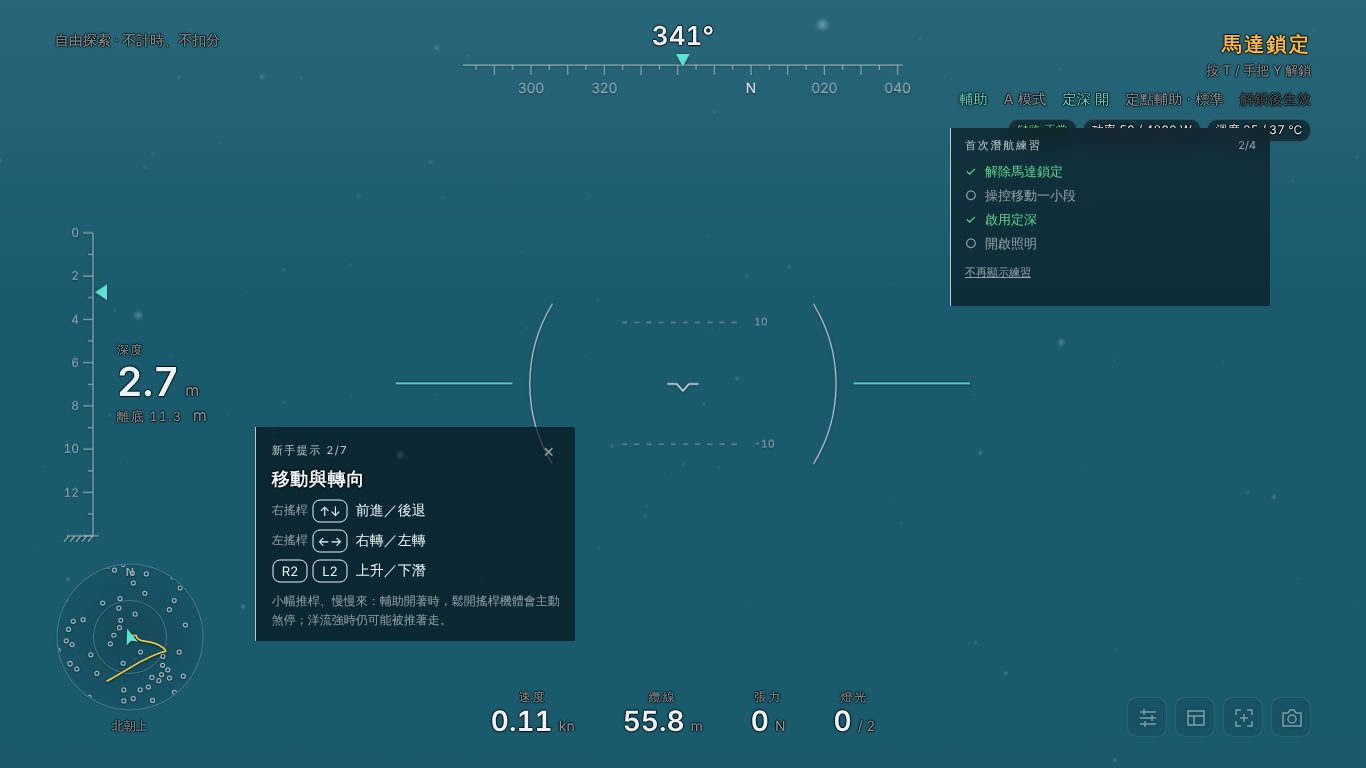 自由探索 · 不計時、不扣分
341°
300 320 N 020 040
馬達鎖定
按 T / 手把 Y 解鎖
輔助 A 模式 定深 開 定點輔助 · 標準 解鎖後生效
首次潛航練習 2/4
解除馬達鎖定
操控移動一小段
啟用定深
開啟照明
不再顯示練習
0
2
4
6
8
10
12
深度
2.7 m
離底 11.3 m
10
-10
新手提示 2/7
移動與轉向
右搖桿 ↑↓ 前進／後退
左搖桿 ←→ 右轉／左轉
R2 L2 上升／下潛
小幅推桿、慢慢來：輔助開著時，鬆開搖桿機體會主動
煞停；洋流強時仍可能被推著走。
N
北朝上
速度 纜線 張力 燈光
0.11 kn 55.8 m 0 N 0 / 2